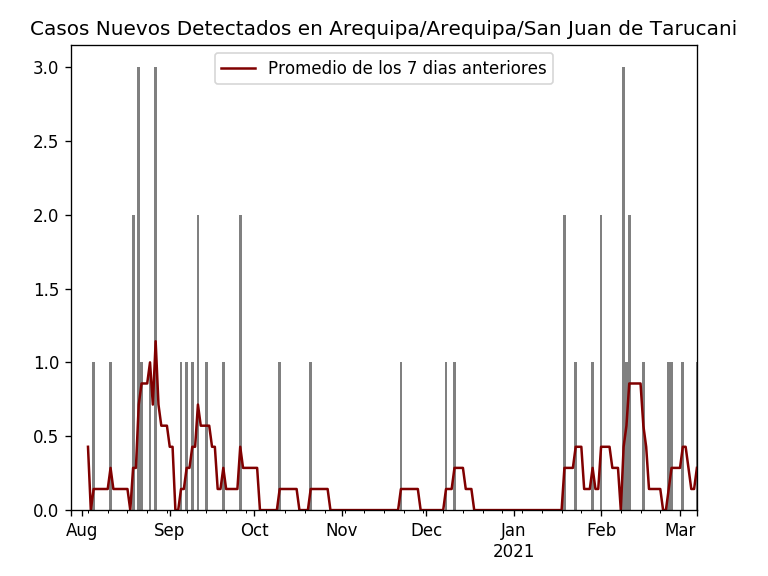 Casos Nuevos Detectados en Arequipa/Arequipa/San Juan de Tarucani
Promedio de los 7 dias anteriores
3.0
2.5
2.0
1.5
1.0
0.5
0.0
Aug Sep Oct Nov Dec Jan Feb Mar
2021